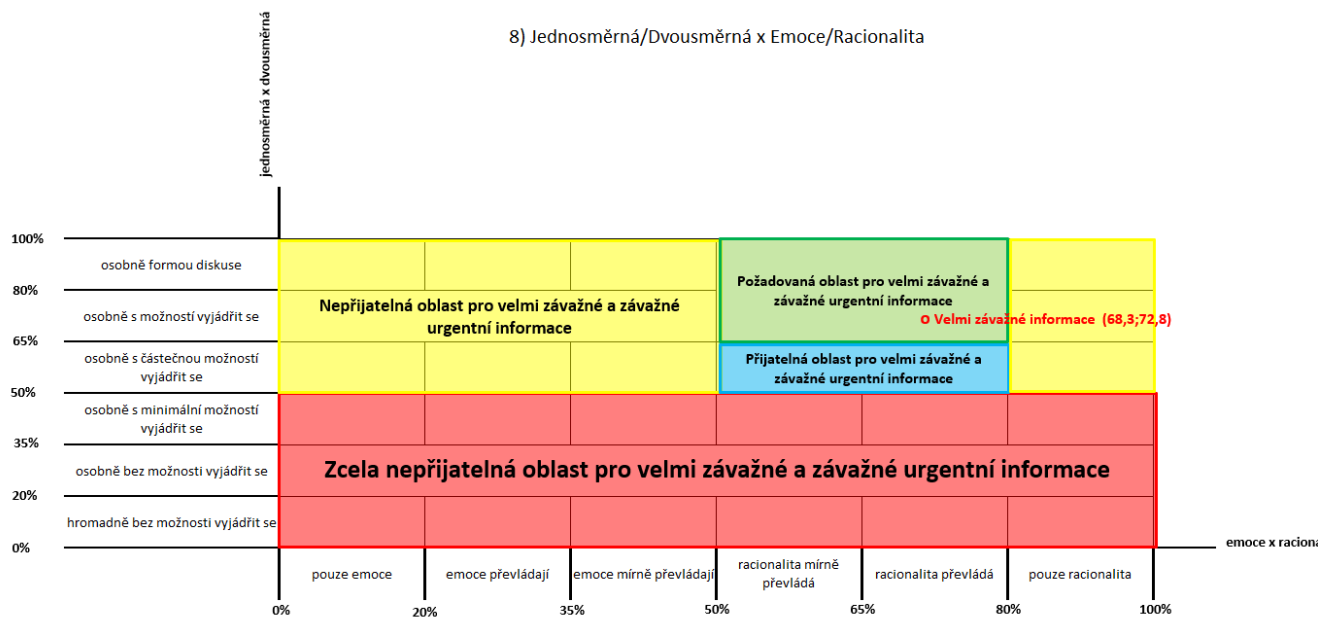 8) Jednosměrná/Dvousměrná x Emoce/Racionalita
jednosměrná x dvousměrná
100%
osobně formou diskuse
80%
osobně s možností vyjádřit se
65%
osobně s částečnou možností
vyjádřit se
50%
osobně s minimální možností
vyjádřit se
35%
osobně bez možnosti vyjádřit se
20%
hromadně bez možnosti vyjádřit se
0%
Nepřijatelná oblast pro velmi závažné a závažné
urgentní informace
Požadovaná oblast pro velmi závažné a
závažné urgentní informace
O Velmi závažné informace (68,3;72,8)
Přijatelná oblast pro velmi závažné a
závažné urgentní informace
Zcela nepřijatelná oblast pro velmi závažné a závažné urgentní informace
emoce x raciona
pouze emoce
emoce převládají
emoce mírně převládají
racionalita mírně
převládá
racionalita převládá
pouze racionalita
0%
20%
35%
50%
65%
80%
100%